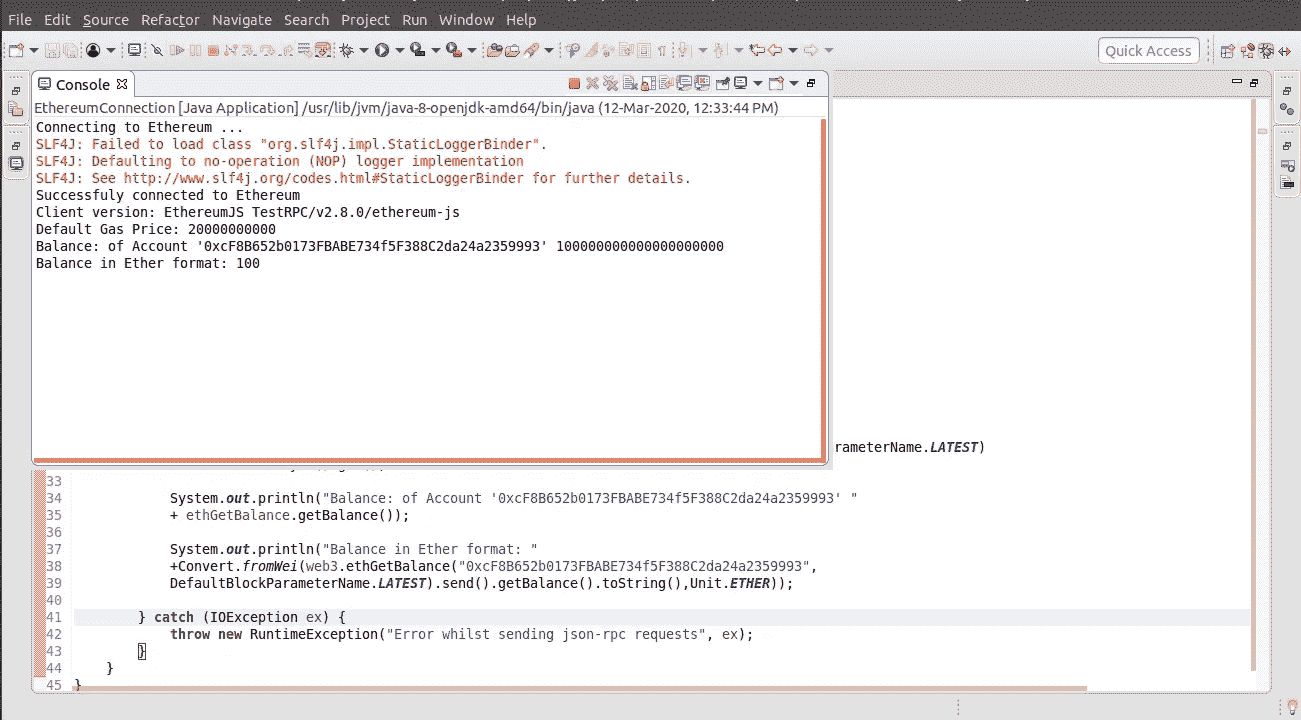 File Edit Source Refactor Navigate Search Project Run Window Help
Quick Access
Console
EthereumConnection [Java Application] /usr/lib/jvm/java-8-openjdk-amd64/bin/java (12-Mar-2020, 12:33:44 PM)
Connecting to Ethereum ...
SLF4J: Failed to load class "org.slf4j.impl.StaticLoggerBinder".
SLF4J: Defaulting to no-operation (NOP) logger implementation
SLF4J: See http://www.slf4j.org/codes.html#StaticLoggerBinder for further details.
Successfuly connected to Ethereum
Client version: EthereumJS TestRPC/v2.8.0/ethereum-js
Default Gas Price: 20000000000
Balance: of Account '0xcF8B652b0173FBABE734f5F388C2da24a2359993' 100000000000000000000
Balance in Ether format: 100
rameterName.LATEST)
33
34 System.out.println("Balance: of Account '0xcF8B652b0173FBABE734f5F388C2da24a2359993' "
35 + ethGetBalance.getBalance());
36
37 System.out.println("Balance in Ether format: "
38 +Convert.fromWei(web3.ethGetBalance("0xcF8B652b0173FBABE734f5F388C2da24a2359993",
39 DefaultBlockParameterName.LATEST).send().getBalance().toString(),Unit.ETHER));
40
41 } catch (IOException ex) {
42 throw new RuntimeException("Error whilst sending json-rpc requests", ex);
43 }
44 }
45 }